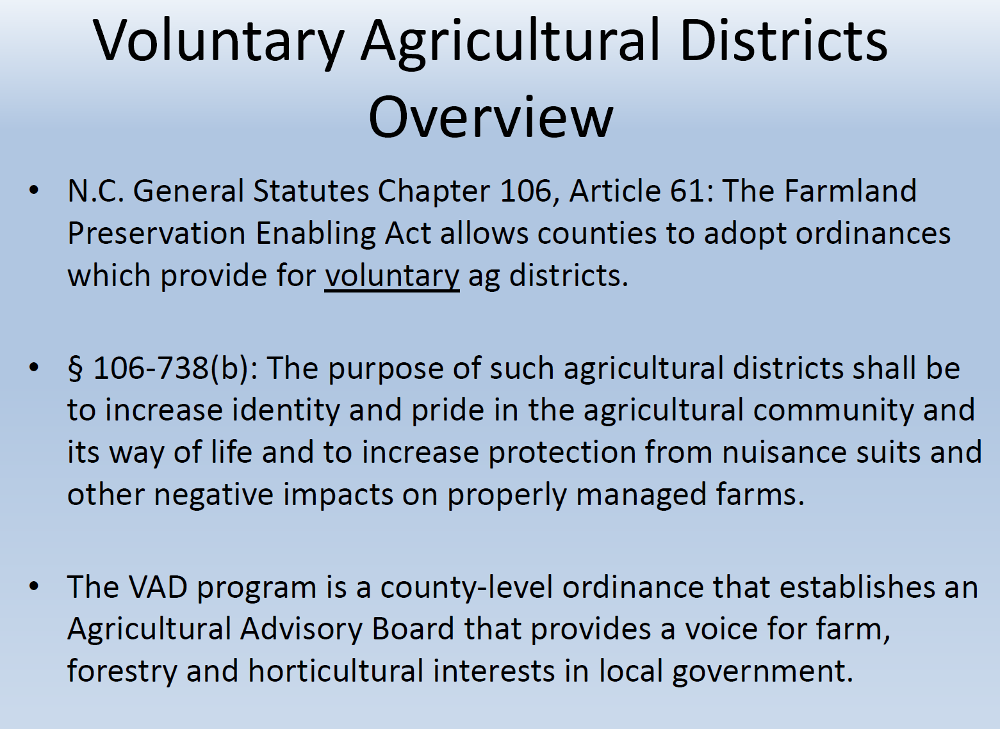 Voluntary Agricultural Districts
Overview
• N.C. General Statutes Chapter 106, Article 61: The Farmland
Preservation Enabling Act allows counties to adopt ordinances
which provide for voluntary ag districts.
• § 106-738(b): The purpose of such agricultural districts shall be
to increase identity and pride in the agricultural community and
its way of life and to increase protection from nuisance suits and
other negative impacts on properly managed farms.
• The VAD program is a county-level ordinance that establishes an
Agricultural Advisory Board that provides a voice for farm,
forestry and horticultural interests in local government.